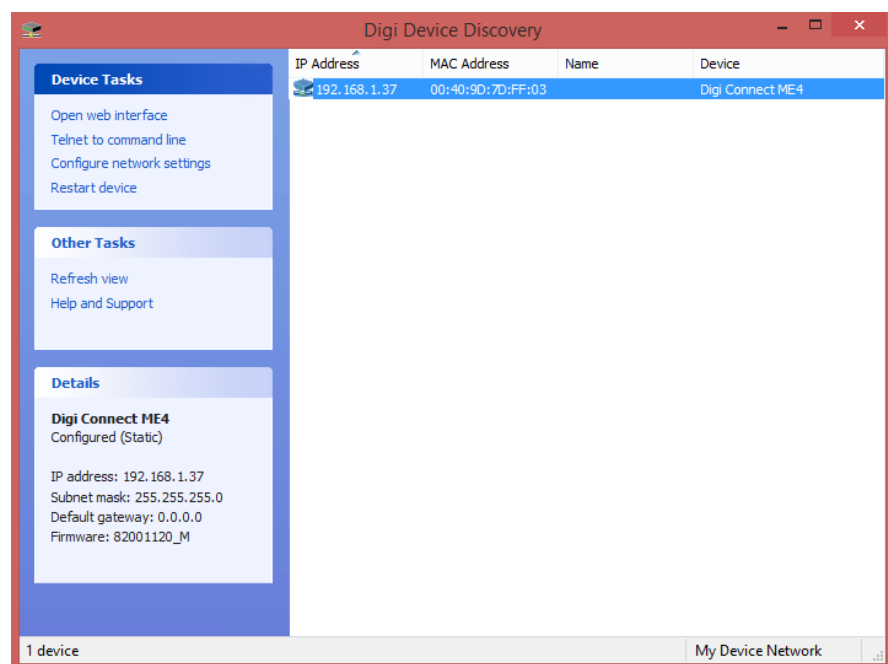 Digi Device Discovery
Device Tasks
Open web interface
Telnet to command line
Configure network settings
Restart device
Other Tasks
Refresh view
Help and Support
Details
Digi Connect ME4
Configured (Static)
IP address: 192.168.1.37
Subnet mask: 255.255.255.0
Default gateway: 0.0.0.0
Firmware: 82001120_M
IP Address MAC Address Name Device
192.168.1.37 00:40:9D:7D:FF:03 Digi Connect ME4
1 device My Device Network